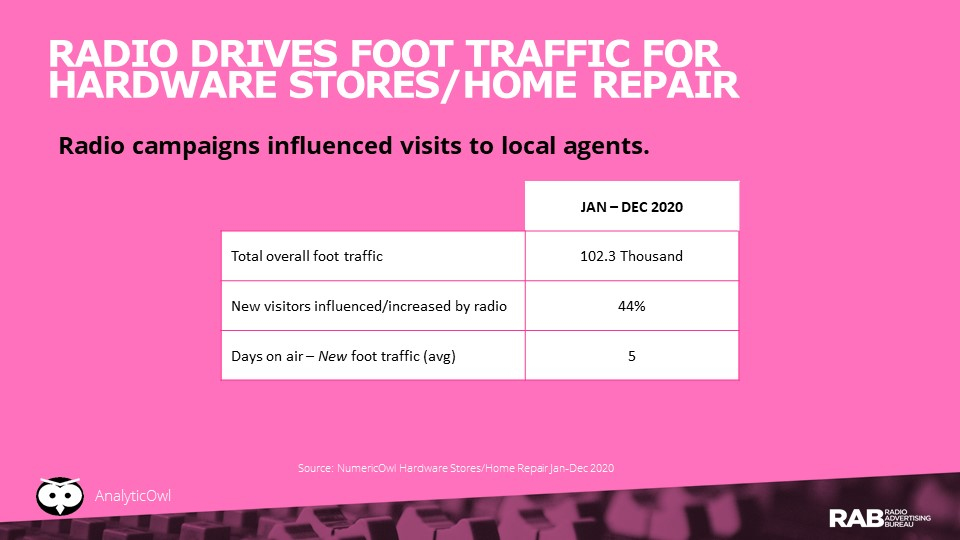 RADIO DRIVES FOOT TRAFFIC FOR
HARDWARE STORES/HOME REPAIR
Radio campaigns influenced visits to local agents.
JAN – DEC 2020
Total overall foot traffic 102.3 Thousand
New visitors influenced/increased by radio 44%
Days on air – New foot traffic (avg) 5
Source: NumericOwl Hardware Stores/Home Repair Jan-Dec 2020
AnalyticOwl
RAB RADIO
ADVERTISING
BUREAU